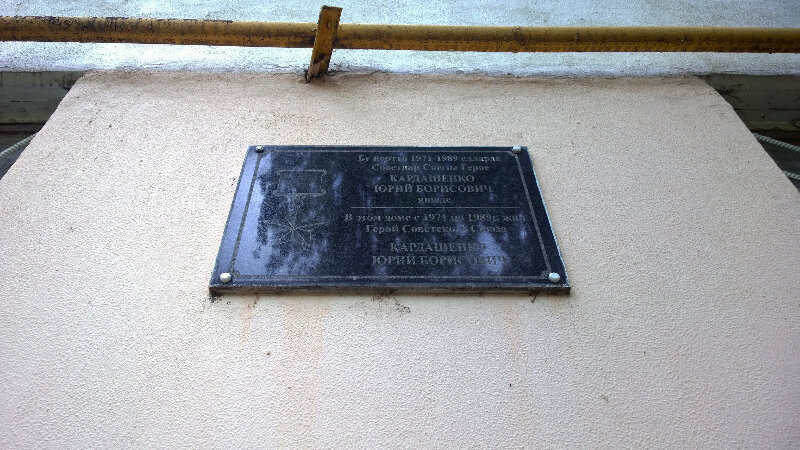 Бу йортта 1971-1989 елларда
Советлар Союзы Герое
КАРДАШЕНКО
ЮРИЙ БОРИСОВИЧ
яшәде
В этом доме с 1971 по 1989г. жил
Герой Советского Союза
КАРДАШЕНКО
ЮРИЙ БОРИСОВИЧ